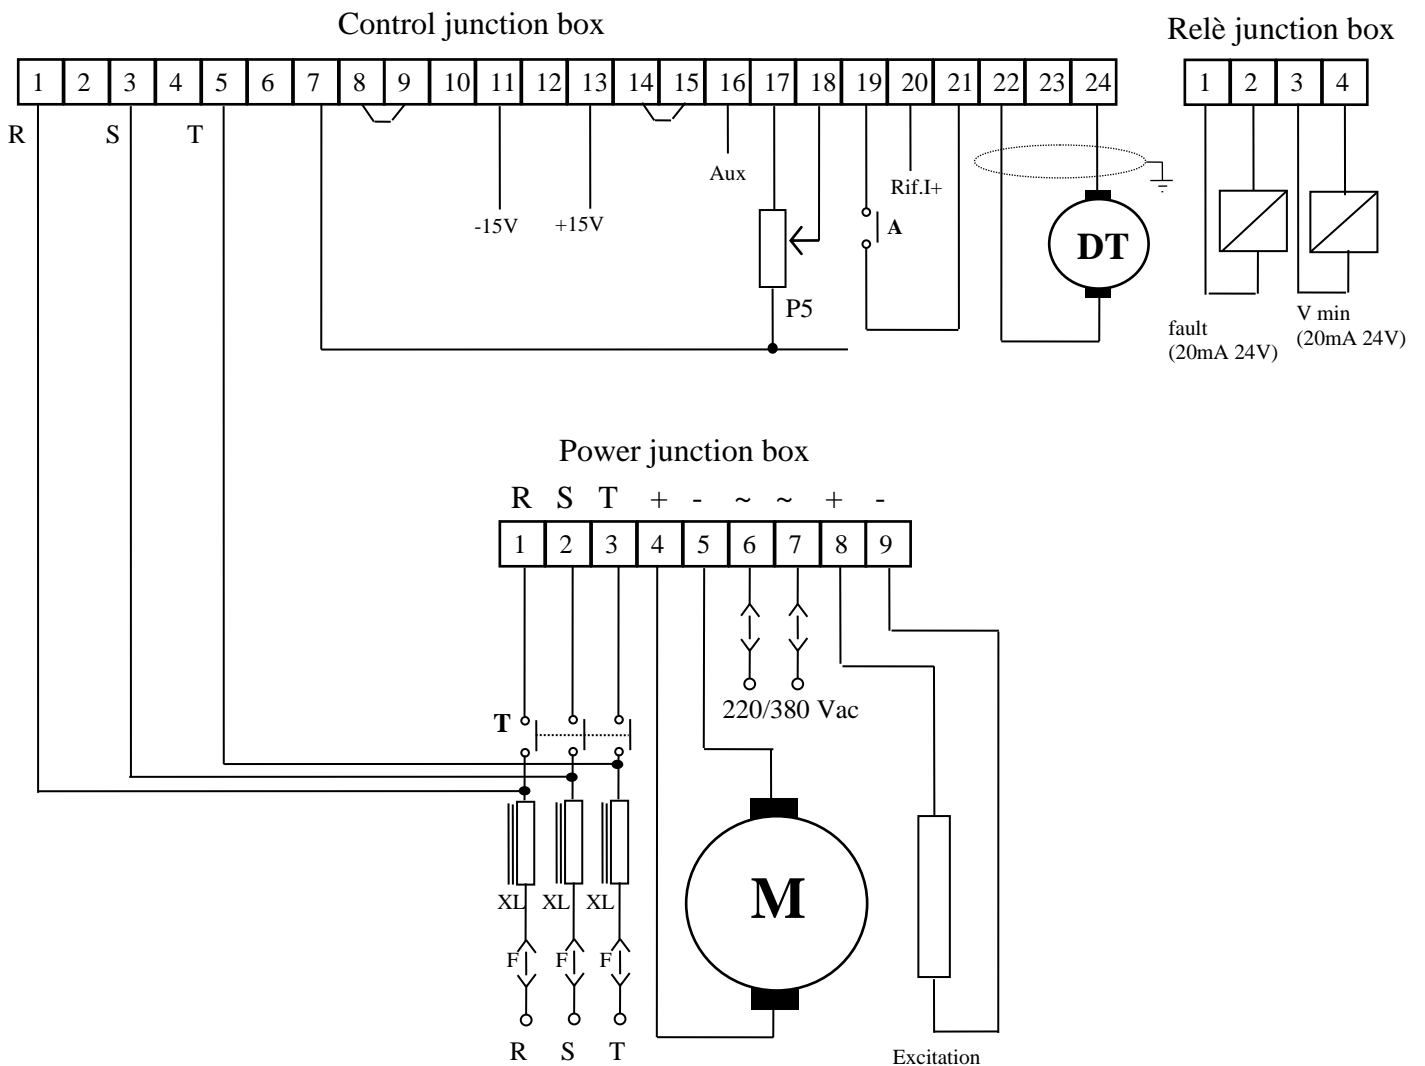 Control junction box
Relè junction box
1 2 3 4 5 6 7 8 9 10 11 12 13 14 15 16 17 18 19 20 21 22 23 24
1 2 3 4
R S T
Aux
Rif.I+
-15V +15V
A
DT
P5
fault
(20mA 24V)
V min
(20mA 24V)
Power junction box
R S T + - ~ ~ + -
1 2 3 4 5 6 7 8 9
220/380 Vac
T
M
XL XL XL
F F F
R S T
Excitation